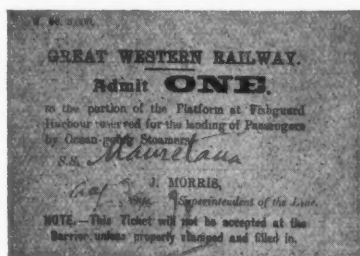 GREAT WESTERN RAILWAY.
Admit ONE,
to the portion of the Platform at Fishguard
Harbour reserved for the landing of Passengers
by Ocean-going Steamers.
S.S. Mauretana
J. MORRIS,
Superintendent of the Line.
NOTE.—This Ticket will not be accepted at the
Barrier unless properly stamped and filled in.